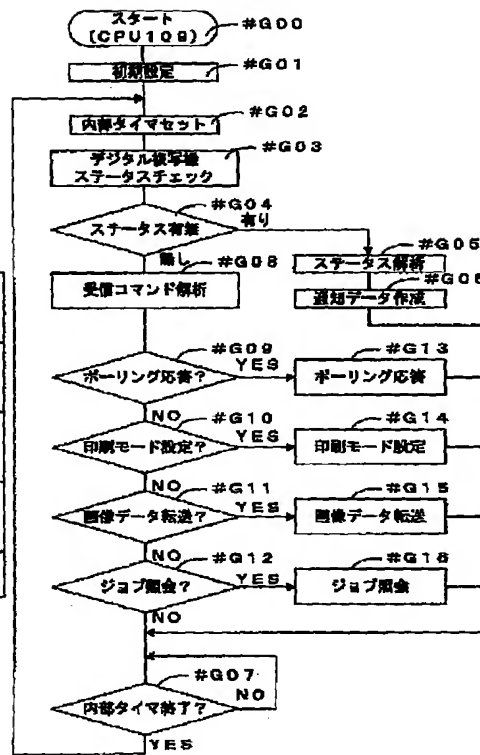 スタート
(CPU109)
#G00
初期設定
#G01
内部タイマセット
#G02
デジタル複写機
ステータスチェック
#G03
ステータス有無
#G04
有り
無し
ステータス解析
#G05
通知データ作成
#G06
受信コマンド解析
#G08
ポーリング応答?
#G09
YES
ポーリング応答
#G13
NO
印刷モード設定?
#G10
YES
印刷モード設定
#G14
NO
画像データ転送?
#G11
YES
画像データ転送
#G15
NO
ジョブ照会?
#G12
YES
ジョブ照会
#G16
NO
内部タイマ終了?
#G07
NO
YES